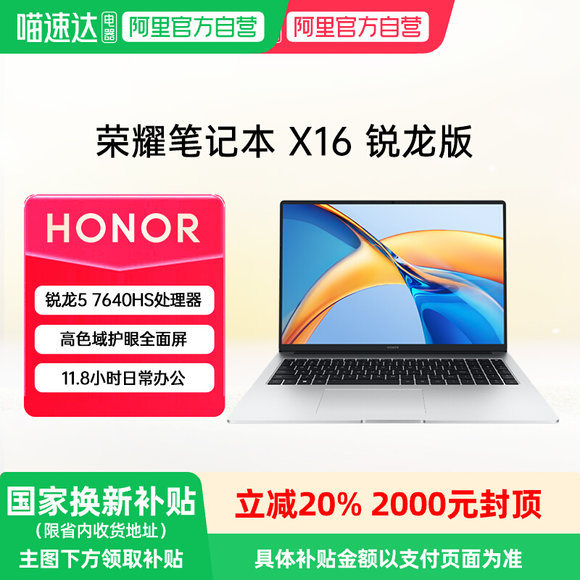 喵速达电器 阿里官方自营 阿里官方自营
荣耀笔记本 X16 锐龙版
HONOR
锐龙5 7640HS处理器
高色域护眼全面屏
11.8小时日常办公
HONOR
国家换新补贴
(限省内收货地址)
主图下方领取补贴
立减20% 2000元封顶
具体补贴金额以支付页面为准